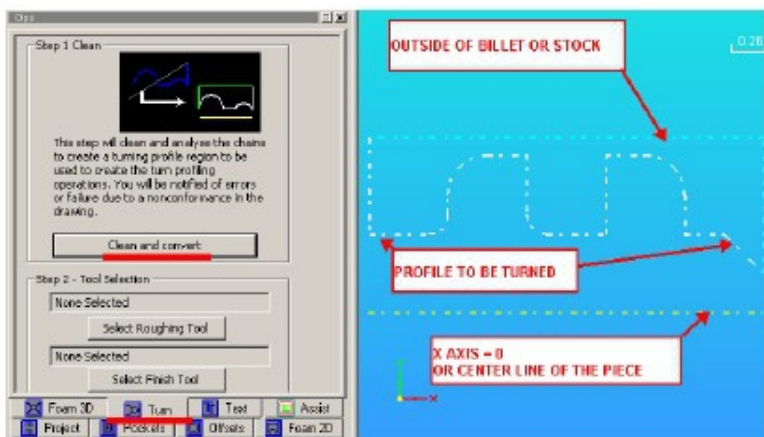 Ops
Step 1 Clean
This step will clean and analyse the chains
to create a turning profile region to be
used to create the turn profiling
operations. You will be notified of errors
or failure due to a nonconformance in the
drawing.
Clean and convert
Step 2 - Tool Selection
None Selected
Select Roughing Tool
None Selected
Select Finish Tool
Foam 3D
Turn
Text
Assist
Project
Pockets
Offsets
Foam 2D
OUTSIDE OF BILLET OR STOCK
0.26
PROFILE TO BE TURNED
X AXIS = 0
OR CENTER LINE OF THE PIECE
x